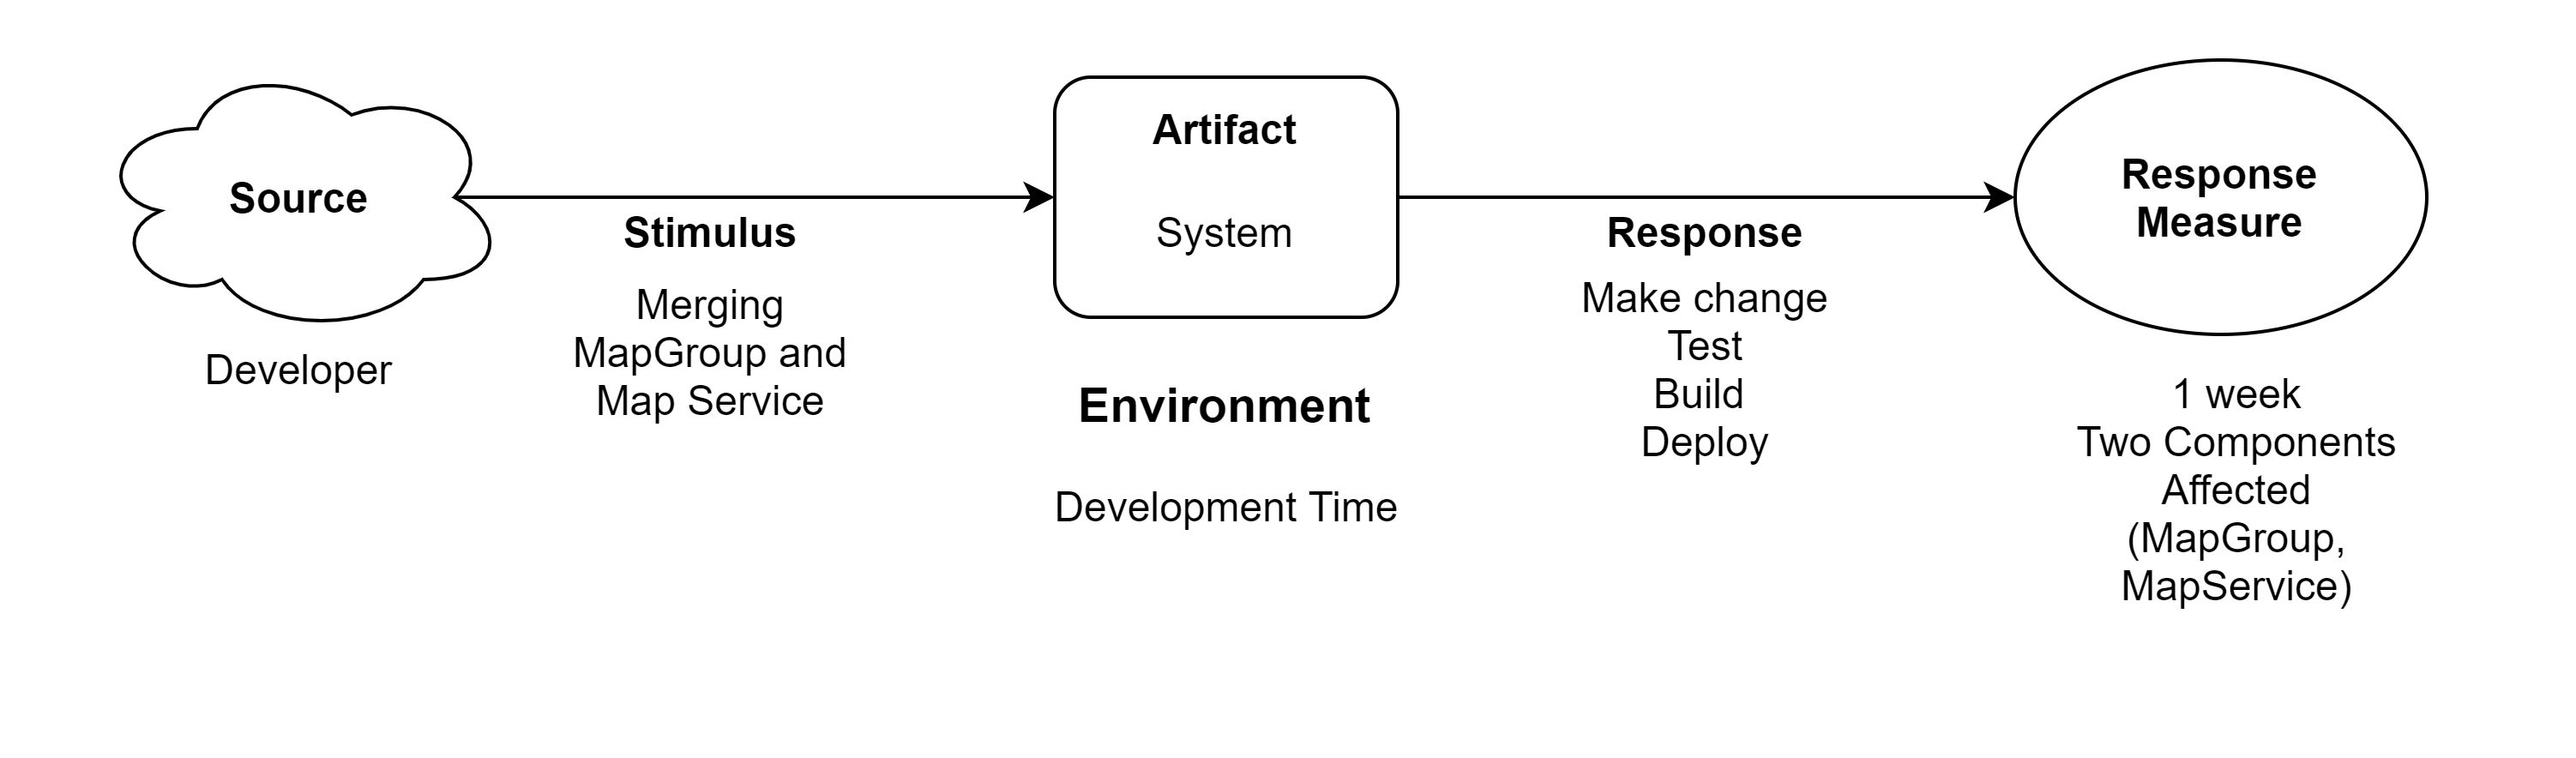 Source
Developer
Stimulus
Merging
MapGroup and
Map Service
Artifact
System
Environment
Development Time
Response
Make change
Test
Build
Deploy
Response
Measure
1 week
Two Components
Affected
(MapGroup,
MapService)